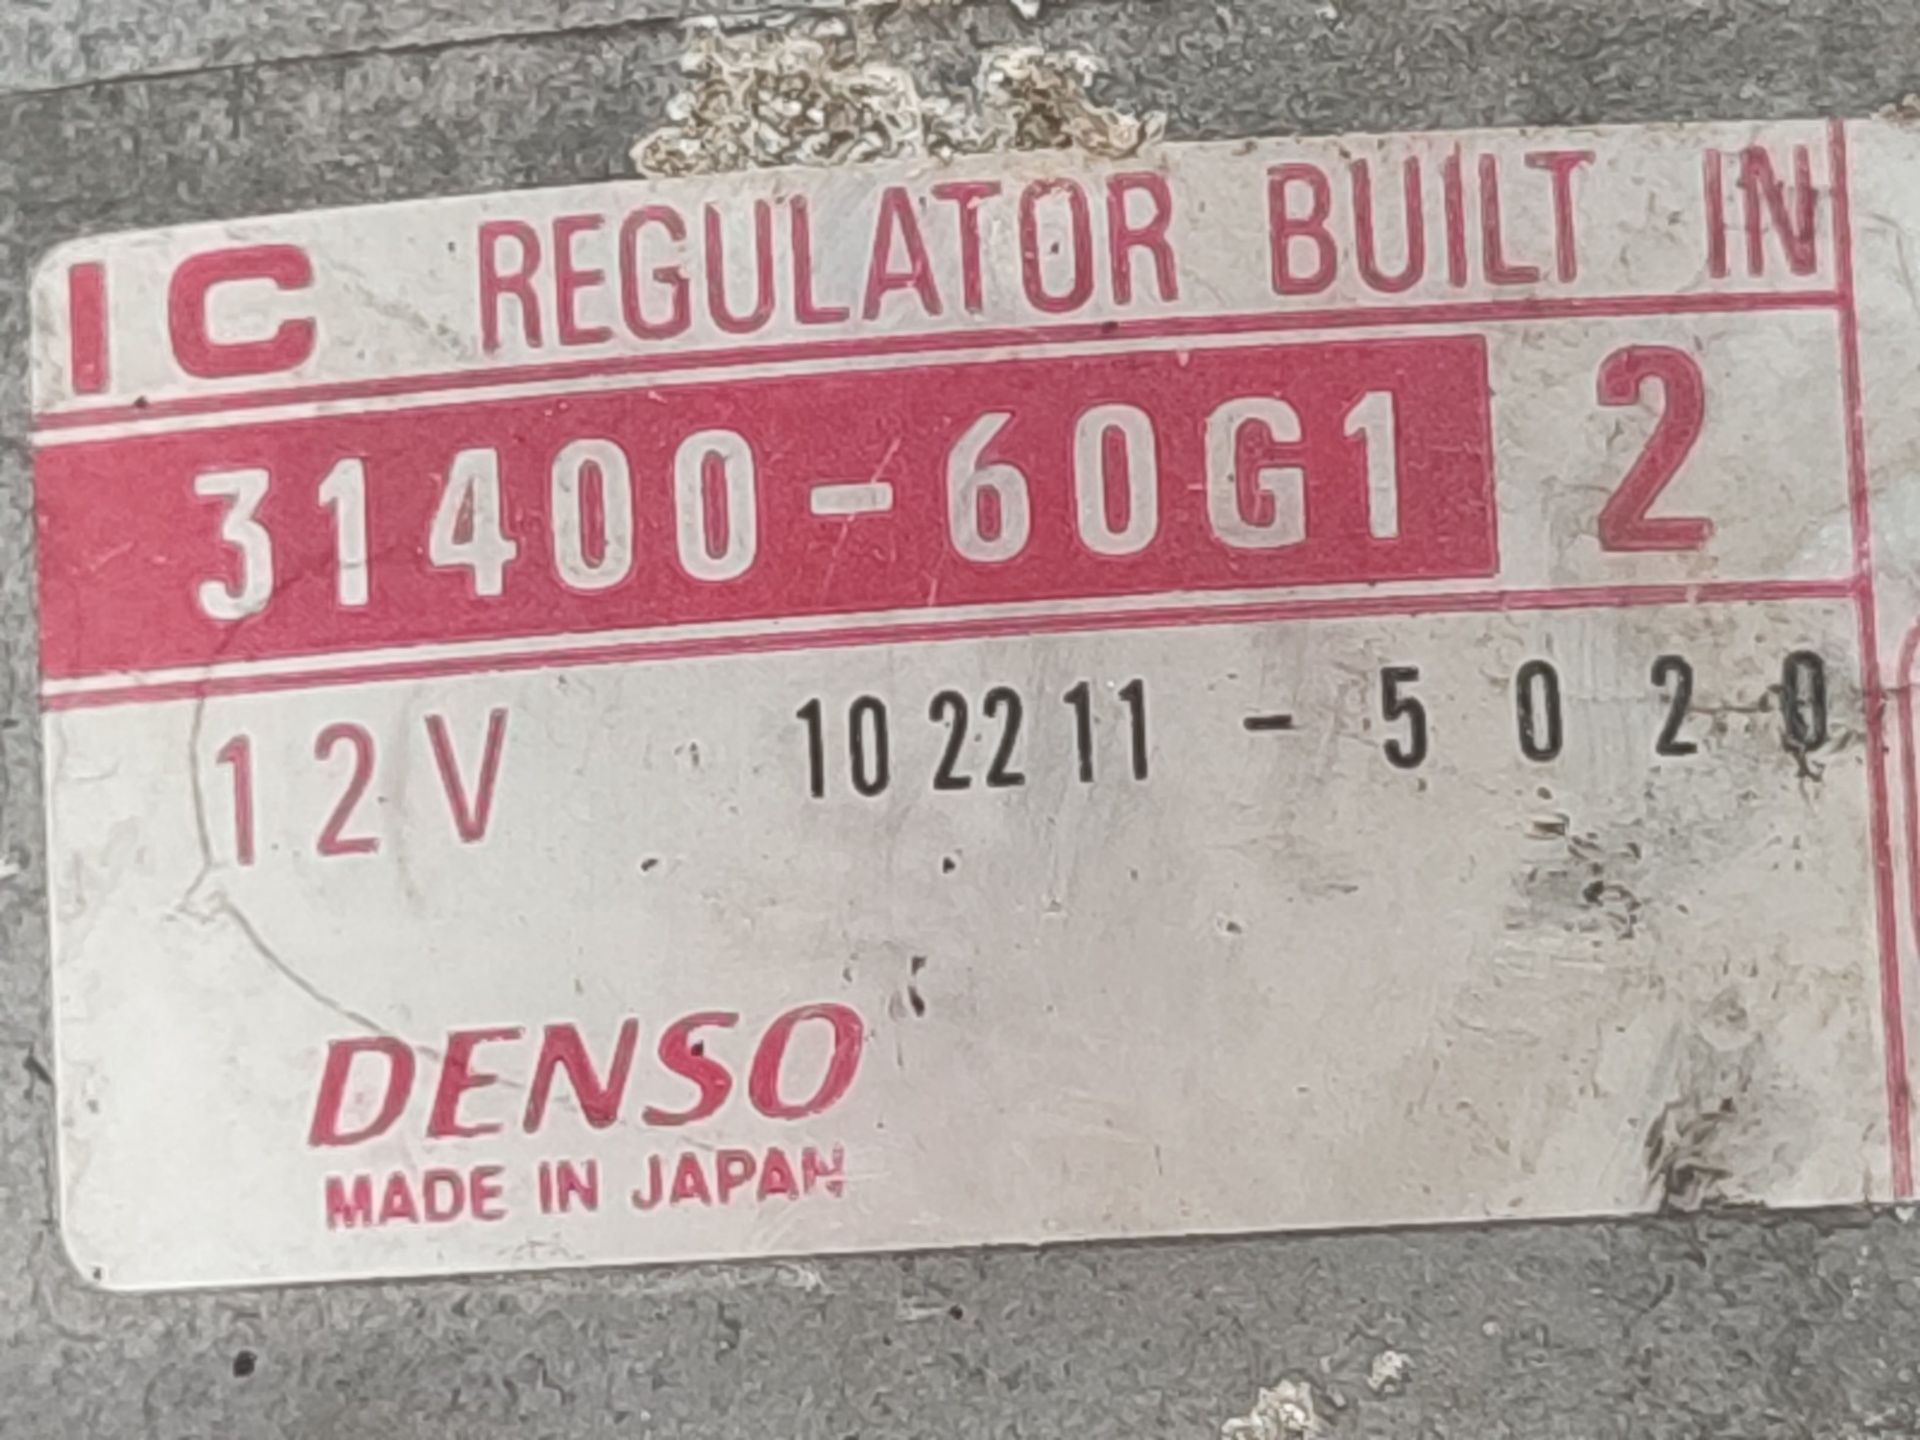 IC REGULATOR BUILT IN
31400-60G1 2
12V 102211-5020
DENSO
MADE IN JAPAN